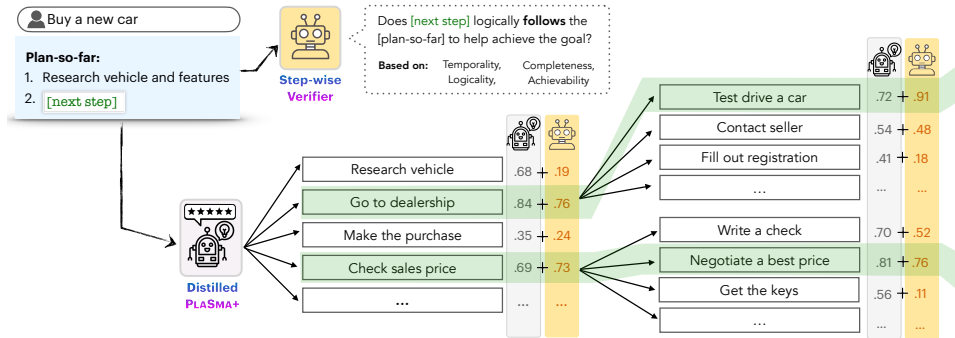 Buy a new car
Plan-so-far:
1. Research vehicle and features
2. [next step]
Step-wise
Verifier
Does [next step] logically follows the
[plan-so-far] to help achieve the goal?
Based on: Temporality, Completeness,
Logicality, Achievability
Distilled
PLASMA+
Research vehicle .68 + .19
Go to dealership .84 + .76
Make the purchase .35 + .24
Check sales price .69 + .73
... ... ...
Test drive a car .72 + .91
Contact seller .54 + .48
Fill out registration .41 + .18
... ... ...
Write a check .70 + .52
Negotiate a best price .81 + .76
Get the keys .56 + .11
... ... ...